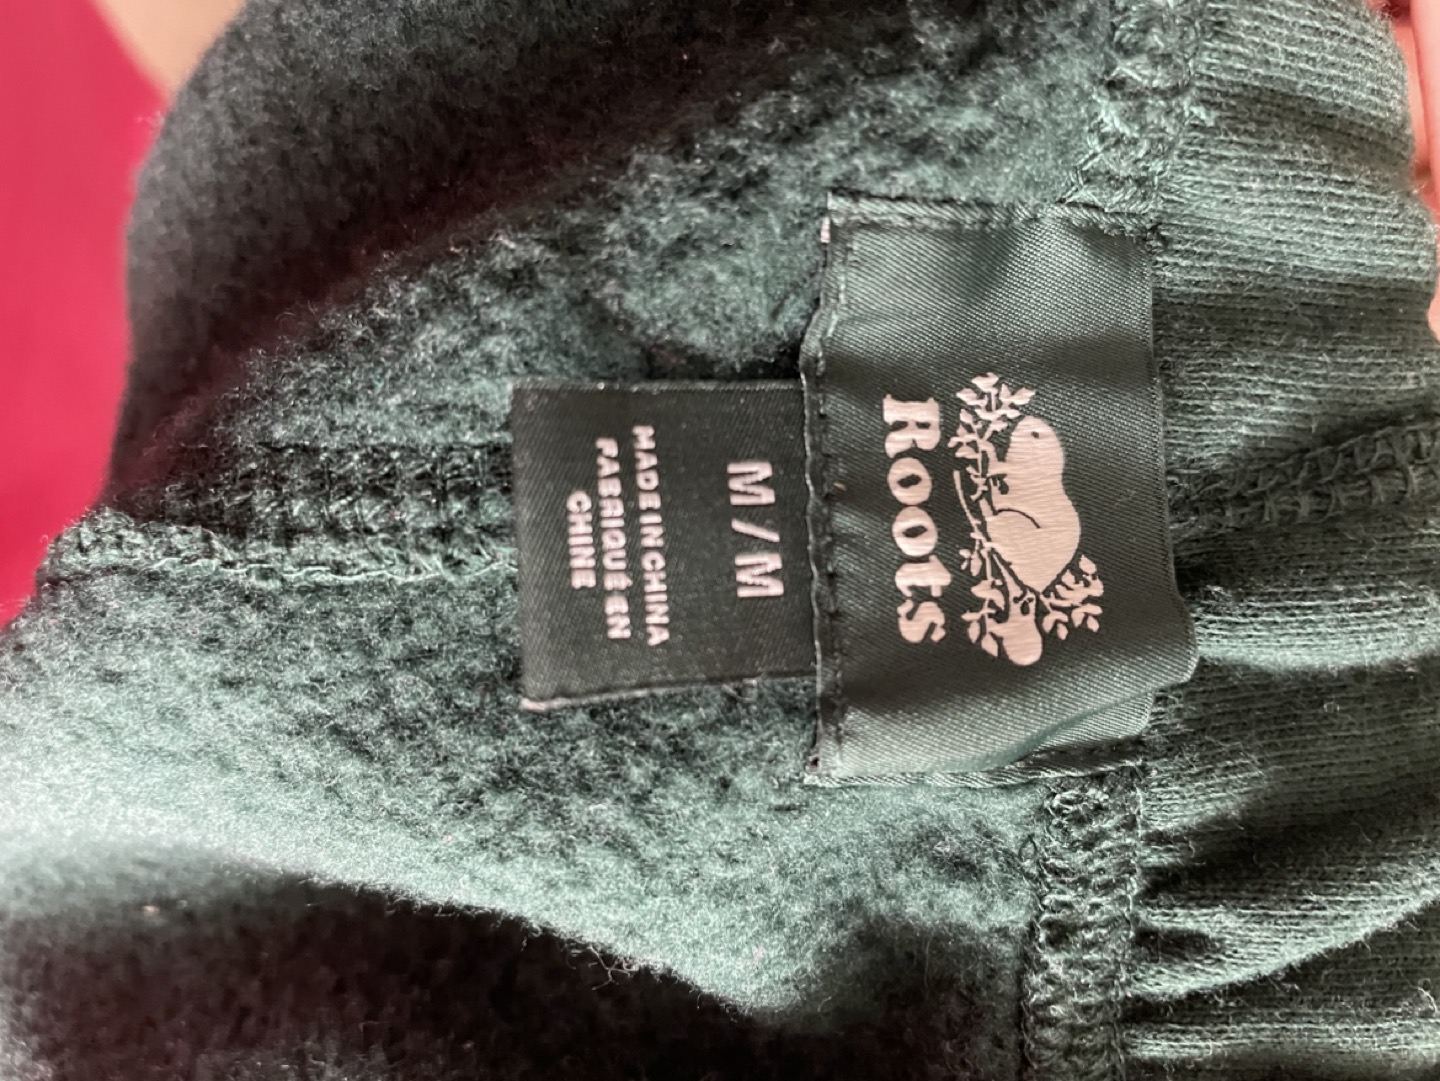 Roots
M/M
MADE IN CHINA
FABRIQUÉ EN
CHINE